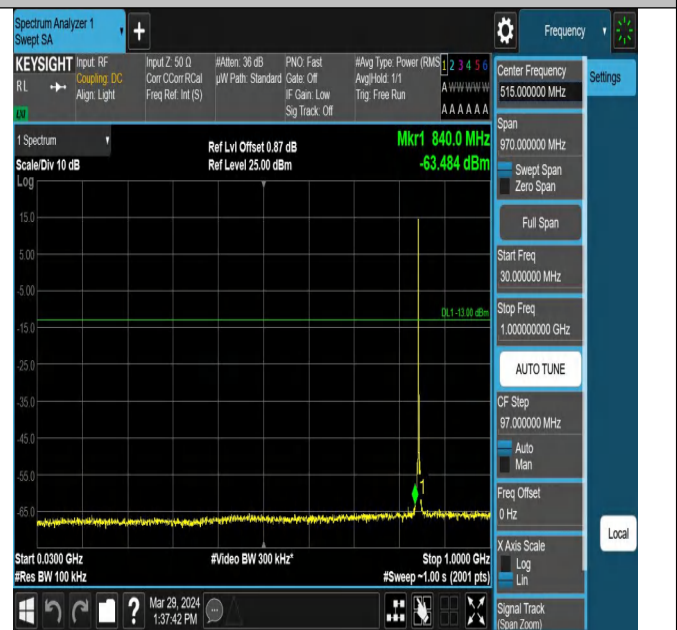 Spectrum Analyzer 1
Swept SA
+
Frequency
KEYSIGHT
RL
LXI
Input: RF
Coupling: DC
Align: Light
Input Z: 50 Ω
Corr CCorr RCal
Freq Ref: Int (S)
#Atten: 36 dB
µW Path: Standard
PNO: Fast
Gate: Off
IF Gain: Low
Sig Track: Off
#Avg Type: Power (RMS
Avg|Hold: 1/1
Trig: Free Run
1 2 3 4 5 6
A W W W W W
A A A A A A
1 Spectrum
Scale/Div 10 dB
Log
Ref Lvl Offset 0.87 dB
Ref Level 25.00 dBm
Mkr1 840.0 MHz
-63.484 dBm
15.0
5.00
-5.00
-15.0
-25.0
-35.0
-45.0
-55.0
-65.0
DL1 -13.00 dBm
1
Start 0.0300 GHz
#Res BW 100 kHz
#Video BW 300 kHz*
Stop 1.0000 GHz
#Sweep ~1.00 s (2001 pts)
Center Frequency
515.000000 MHz
Settings
Span
970.000000 MHz
Swept Span
Zero Span
Full Span
Start Freq
30.000000 MHz
Stop Freq
1.000000000 GHz
AUTO TUNE
CF Step
97.000000 MHz
Auto
Man
Freq Offset
0 Hz
X Axis Scale
Log
Lin
Signal Track
(Span Zoom)
Local
?
Mar 29, 2024
1:37:42 PM